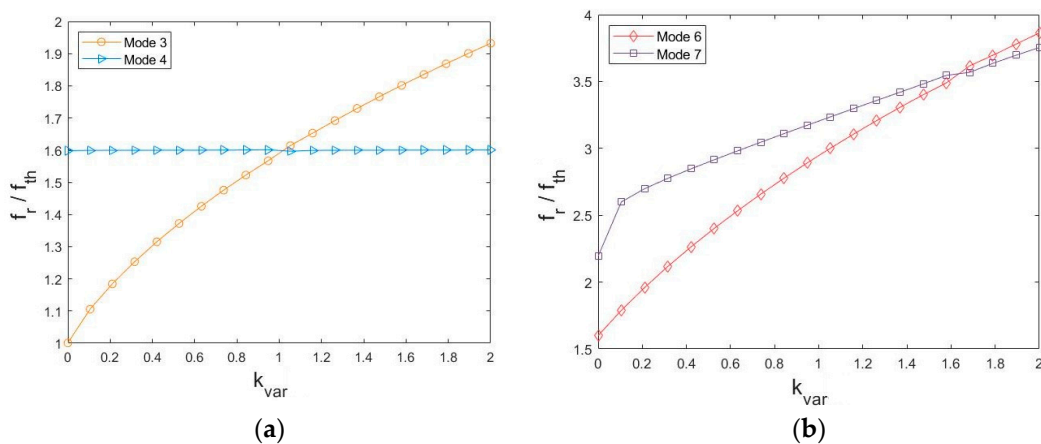 2
1.9
1.8
1.7
1.6
1.5
1.4
1.3
1.2
1.1
1
f_r / f_th
Mode 3
Mode 4
0 0.2 0.4 0.6 0.8 1 1.2 1.4 1.6 1.8 2
k_var
(a)
4
3.5
3
2.5
2
1.5
f_r / f_th
Mode 6
Mode 7
0 0.2 0.4 0.6 0.8 1 1.2 1.4 1.6 1.8 2
k_var
(b)